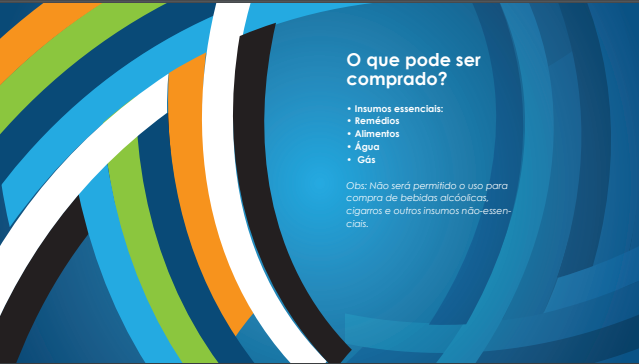 O que pode ser
comprado?
• Insumos essenciais:
• Remédios
• Alimentos
• Água
• Gás
Obs: Não será permitido o uso para
compra de bebidas alcóolicas,
cigarros e outros insumos não-essen-
ciais.